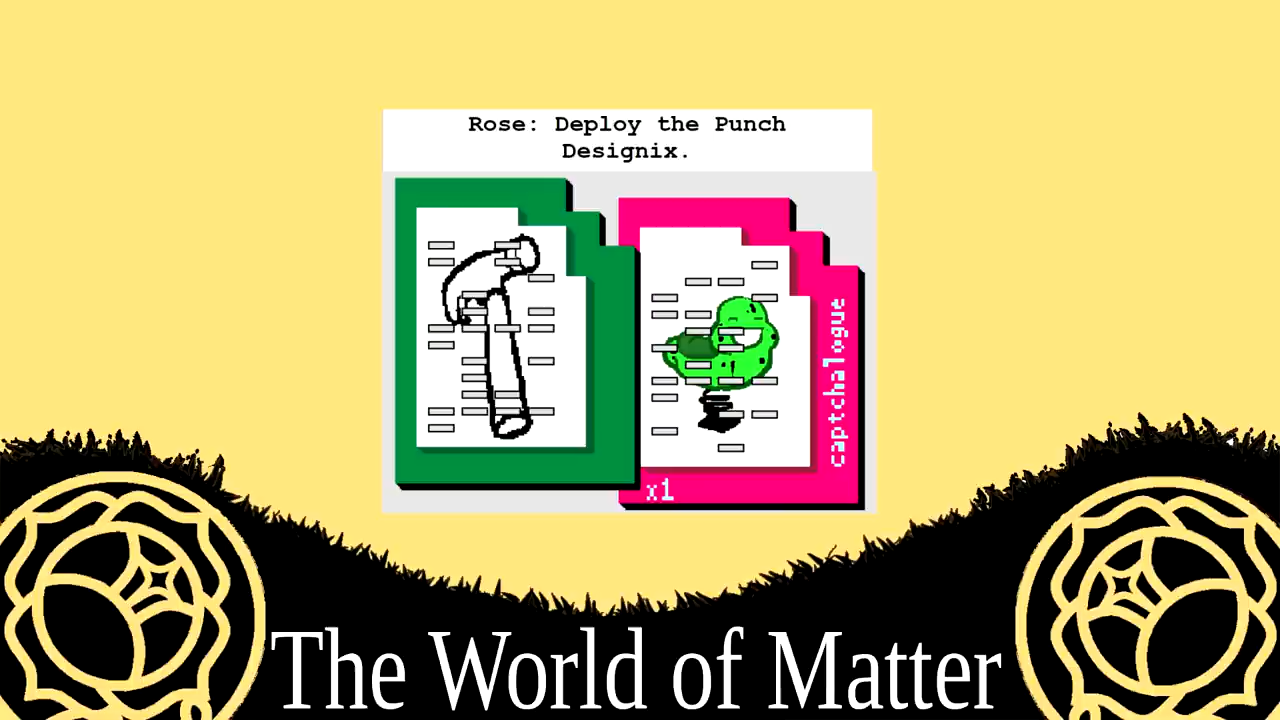 Rose: Deploy the Punch
Designix.
captchalogue
x1
The World of Matter